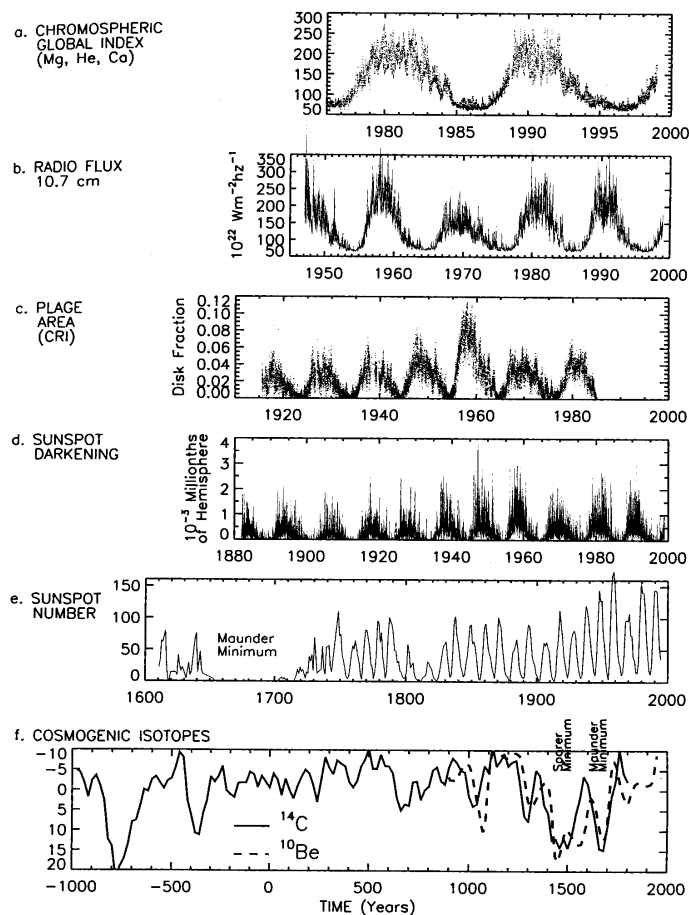 a. CHROMOSPHERIC
GLOBAL INDEX
(Mg, He, Ca)
300
250
200
150
100
50
1980 1985 1990 1995 2000
b. RADIO FLUX
10.7 cm
10^22 Wm^-2hz^-1
350
300
250
200
150
100
50
1950 1960 1970 1980 1990 2000
c. PLAGE
AREA
(CRI)
Disk Fraction
0.12
0.10
0.08
0.06
0.04
0.02
0.00
1920 1940 1960 1980 2000
d. SUNSPOT
DARKENING
10^-3 Millionths
of Hemisphere
4
3
2
1
0
1880 1900 1920 1940 1960 1980 2000
e. SUNSPOT
NUMBER
150
100
50
0
Maunder
Minimum
1600 1700 1800 1900 2000
f. COSMOGENIC ISOTOPES
Sporer
Minimum
Maunder
Minimum
-10
-5
0
5
10
15
20
14C
10Be
-1000 -500 0 500 1000 1500 2000
TIME (Years)